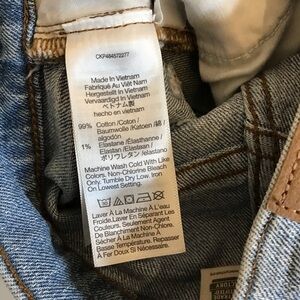 CKP484572277
Made In Vietnam
Fabriqué Au Viêt Nam
Hergestellt In Vietnam
Vervaardigd In Vietnam
ベトナム製
hecho en vietnam
99% Cotton/Coton/
Baumwolle/Katoen/綿/
algodón
1% Elastane/Elasthanne/
Elastan/Elastaan/
ポリウレタン/elastano
Machine Wash Cold With Like
Colors. Non-Chlorine Bleach
Only. Tumble Dry Low. Iron
On Lowest Setting.
Laver À La Machine À L'Eau
Froide.Laver En Séparant Les
Couleurs. Agent
De Blanchiment Non-Chlore.
Sécher À La Machine À
Basse Température. Repasser
À Fer Doux Si Nécessaire.